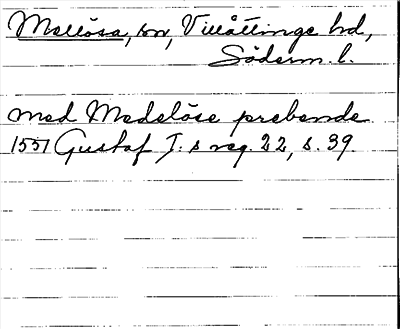 Mellösa, sn, Villåttinge hd,
Söderm. l.
med Medelöse prebende
1551 Gustaf I:s reg. 22, s. 39.